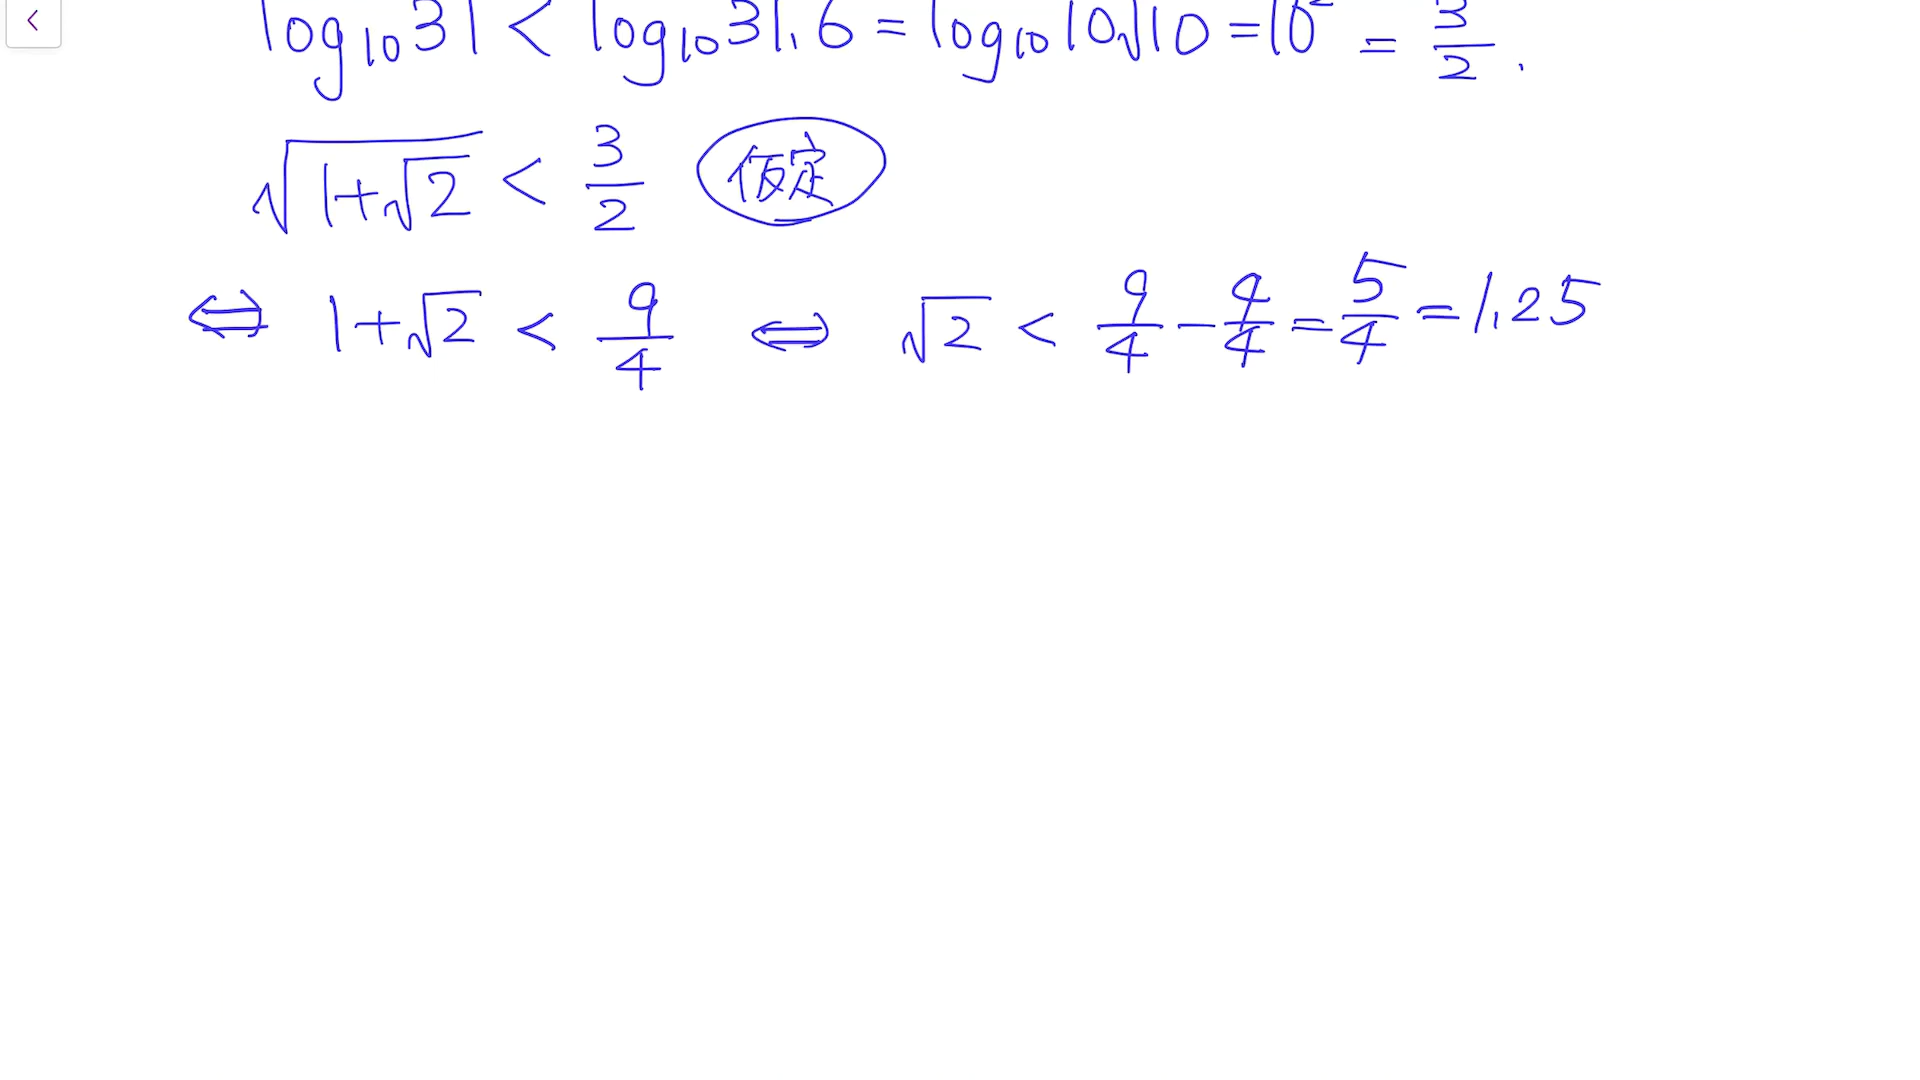 log₁₀31 < log₁₀31.6 = log₁₀10√10 = 10² = 3/2.
√(1+√2) < 3/2 仮定
⇔ 1+√2 < 9/4 ⇔ √2 < 9/4 − 4/4 = 5/4 = 1.25